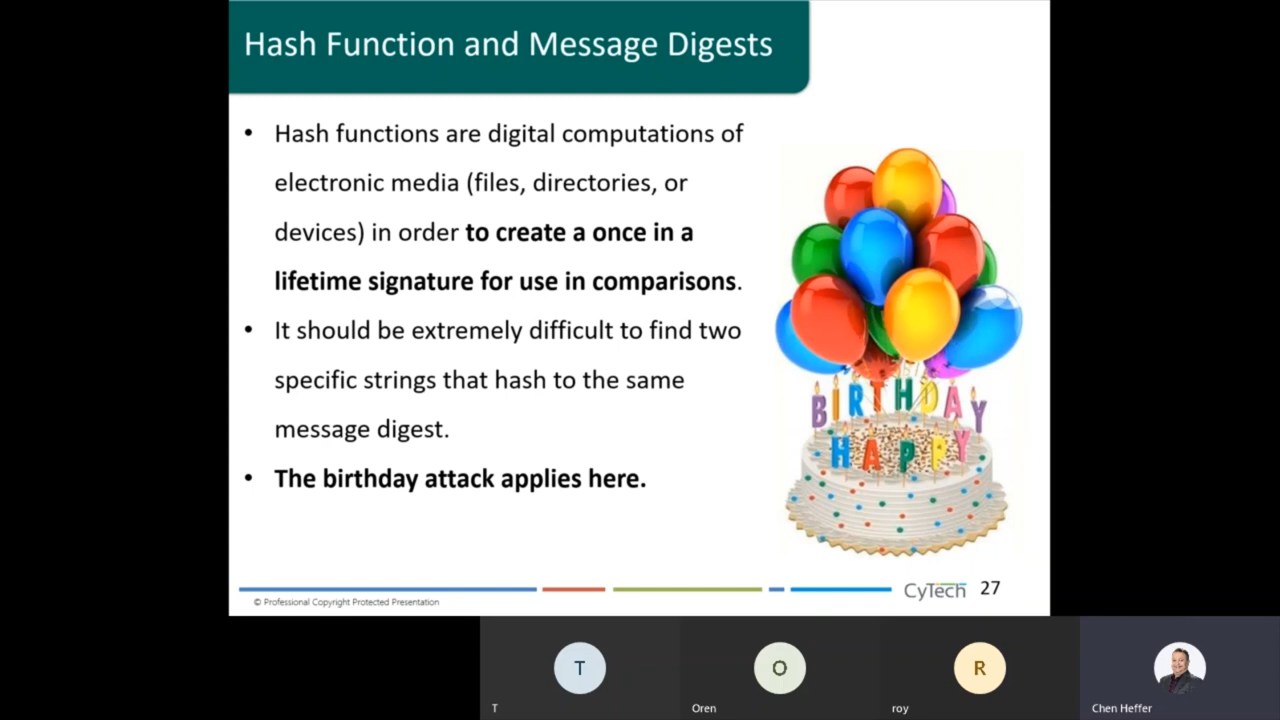 Hash Function and Message Digests
• Hash functions are digital computations of
electronic media (files, directories, or
devices) in order to create a once in a
lifetime signature for use in comparisons.
• It should be extremely difficult to find two
specific strings that hash to the same
message digest.
• The birthday attack applies here.
BIRTHDAY
HAPPY
© Professional Copyright Protected Presentation
CyTech 27
T O R
T Oren roy Chen Heffer